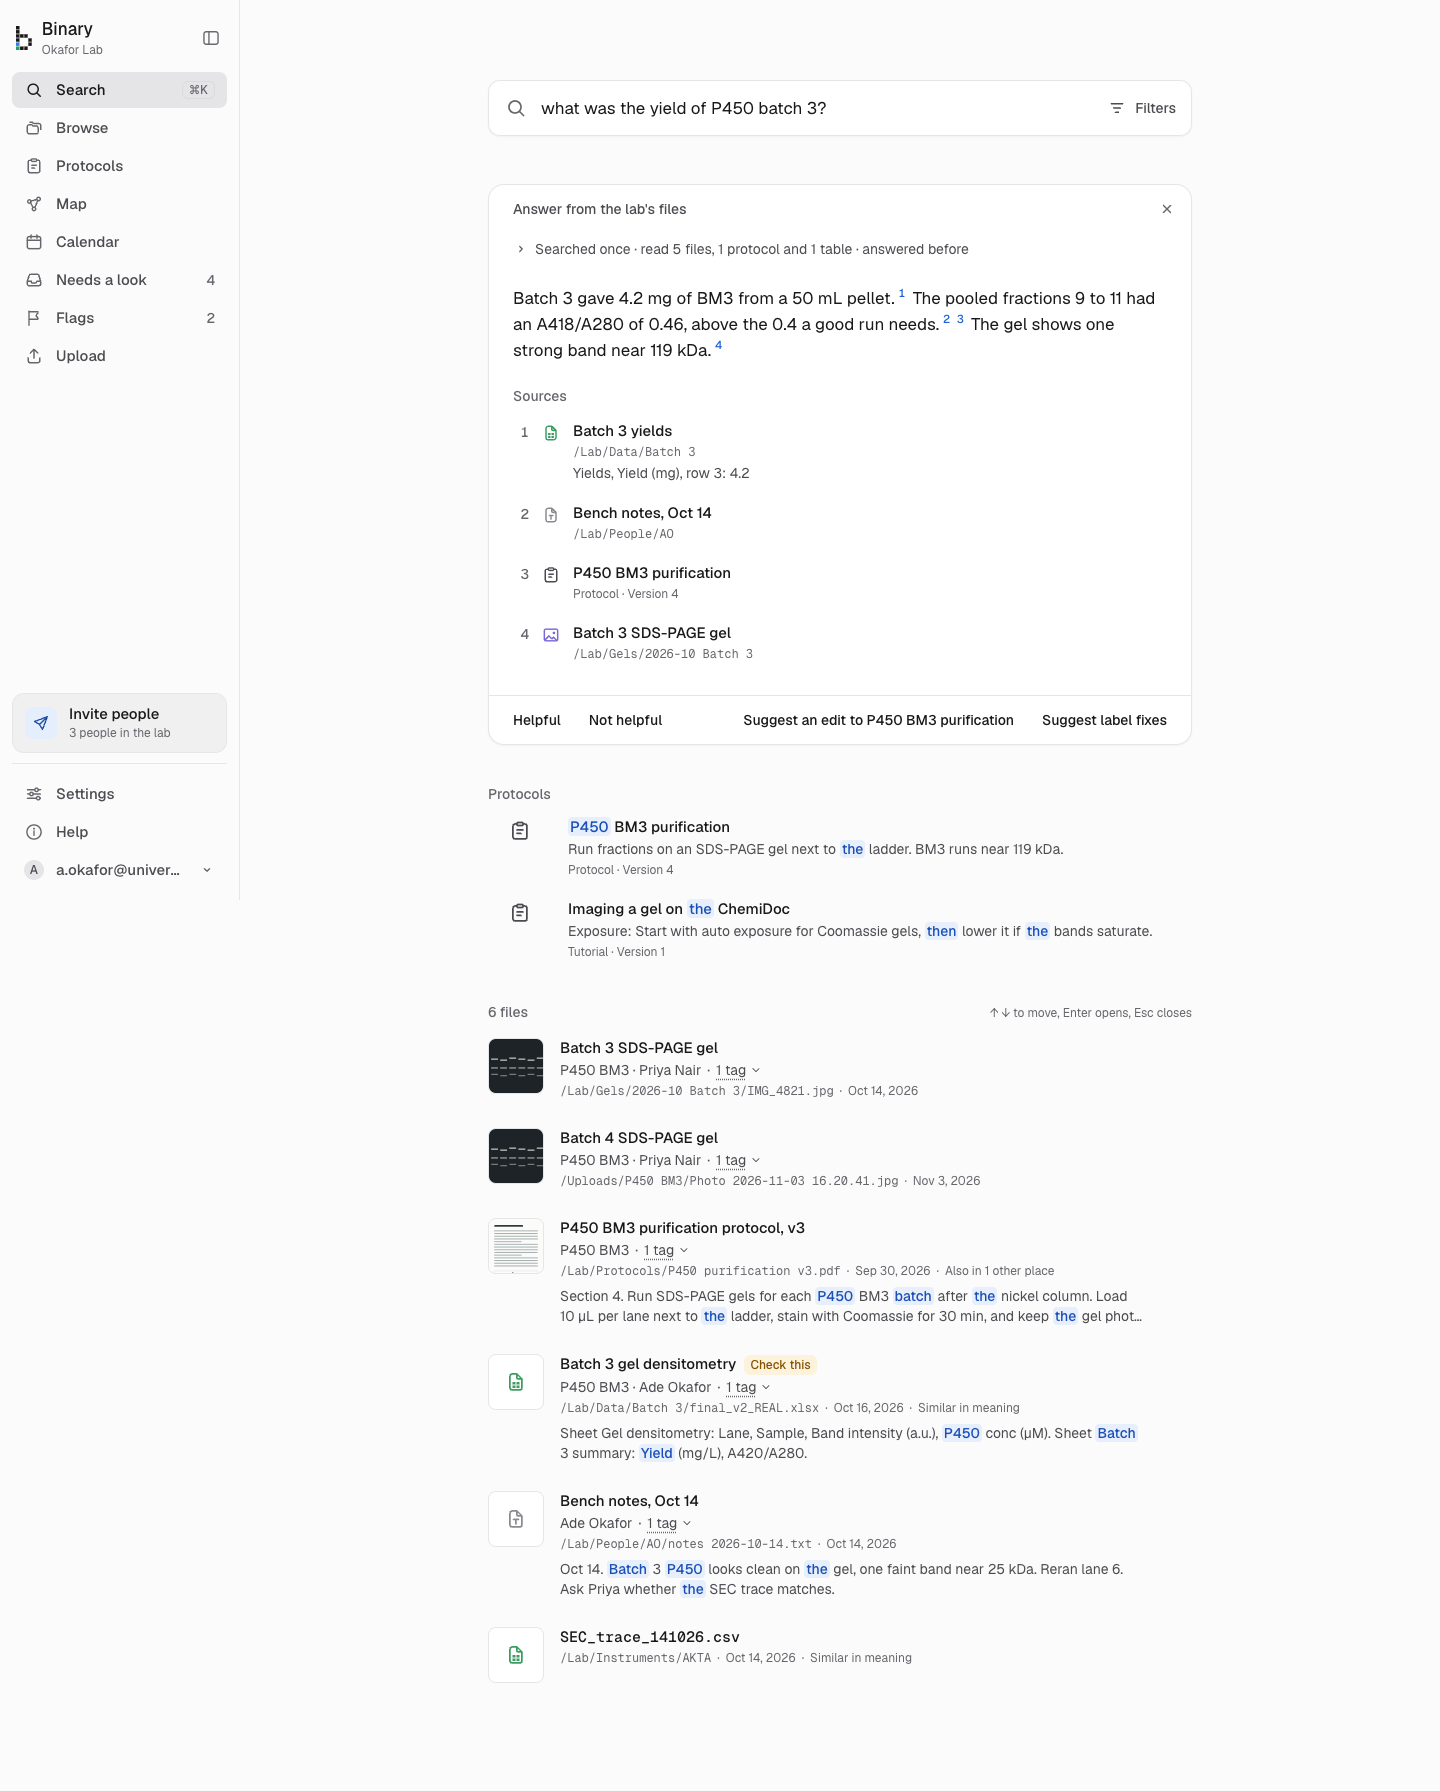 Binary
Okafor Lab
Search ⌘K
Browse
Protocols
Map
Calendar
Needs a look 4
Flags 2
Upload
Invite people
3 people in the lab
Settings
Help
A a.okafor@univer...
what was the yield of P450 batch 3?
Filters
Answer from the lab's files
Searched once · read 5 files, 1 protocol and 1 table · answered before
Batch 3 gave 4.2 mg of BM3 from a 50 mL pellet. 1 The pooled fractions 9 to 11 had
an A418/A280 of 0.46, above the 0.4 a good run needs. 2 3 The gel shows one
strong band near 119 kDa. 4
Sources
1 Batch 3 yields
/Lab/Data/Batch 3
Yields, Yield (mg), row 3: 4.2
2 Bench notes, Oct 14
/Lab/People/AO
3 P450 BM3 purification
Protocol · Version 4
4 Batch 3 SDS-PAGE gel
/Lab/Gels/2026-10 Batch 3
Helpful Not helpful Suggest an edit to P450 BM3 purification Suggest label fixes
Protocols
P450 BM3 purification
Run fractions on an SDS-PAGE gel next to the ladder. BM3 runs near 119 kDa.
Protocol · Version 4
Imaging a gel on the ChemiDoc
Exposure: Start with auto exposure for Coomassie gels, then lower it if the bands saturate.
Tutorial · Version 1
6 files ↑↓ to move, Enter opens, Esc closes
Batch 3 SDS-PAGE gel
P450 BM3 · Priya Nair · 1 tag
/Lab/Gels/2026-10 Batch 3/IMG_4821.jpg · Oct 14, 2026
Batch 4 SDS-PAGE gel
P450 BM3 · Priya Nair · 1 tag
/Uploads/P450 BM3/Photo 2026-11-03 16.20.41.jpg · Nov 3, 2026
P450 BM3 purification protocol, v3
P450 BM3 · 1 tag
/Lab/Protocols/P450 purification v3.pdf · Sep 30, 2026 · Also in 1 other place
Section 4. Run SDS-PAGE gels for each P450 BM3 batch after the nickel column. Load
10 µL per lane next to the ladder, stain with Coomassie for 30 min, and keep the gel phot...
Batch 3 gel densitometry Check this
P450 BM3 · Ade Okafor · 1 tag
/Lab/Data/Batch 3/final_v2_REAL.xlsx · Oct 16, 2026 · Similar in meaning
Sheet Gel densitometry: Lane, Sample, Band intensity (a.u.), P450 conc (µM). Sheet Batch
3 summary: Yield (mg/L), A420/A280.
Bench notes, Oct 14
Ade Okafor · 1 tag
/Lab/People/AO/notes 2026-10-14.txt · Oct 14, 2026
Oct 14. Batch 3 P450 looks clean on the gel, one faint band near 25 kDa. Reran lane 6.
Ask Priya whether the SEC trace matches.
SEC_trace_141026.csv
/Lab/Instruments/AKTA · Oct 14, 2026 · Similar in meaning